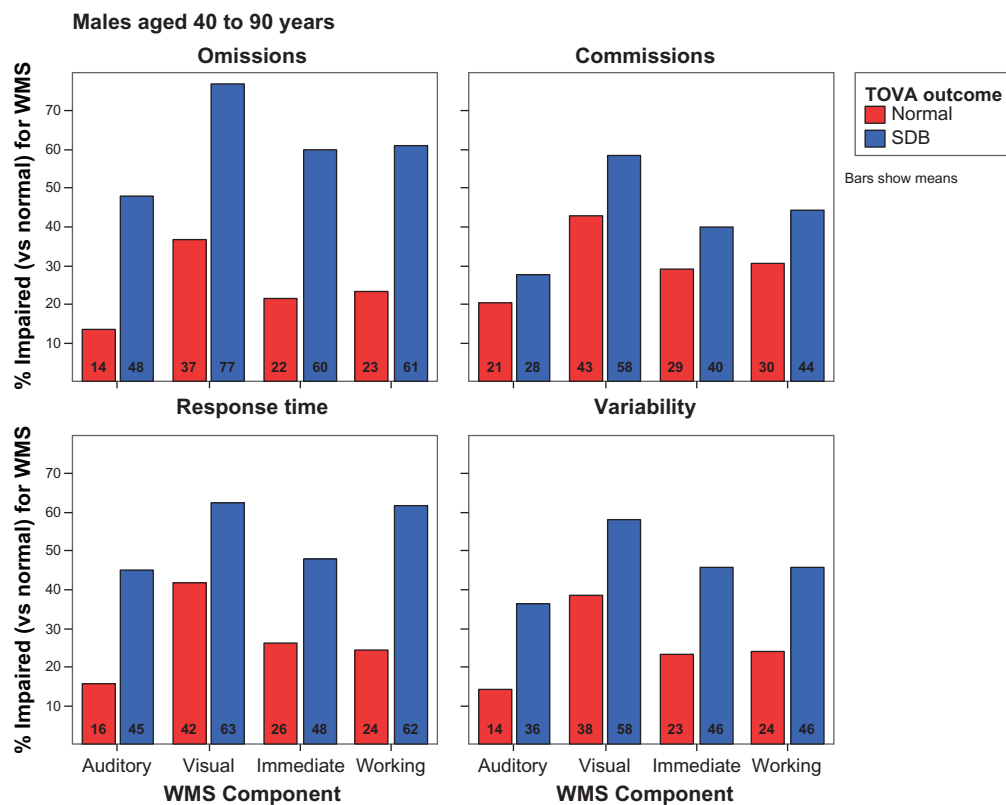 Males aged 40 to 90 years
Omissions
Commissions
% Impaired (vs normal) for WMS
70
60
50
40
30
20
10
14 48 37 77 22 60 23 61
21 28 43 58 29 40 30 44
TOVA outcome
Normal
SDB
Bars show means
Response time
Variability
% Impaired (vs normal) for WMS
70
60
50
40
30
20
10
16 45 42 63 26 48 24 62
14 36 38 58 23 46 24 46
Auditory Visual Immediate Working
Auditory Visual Immediate Working
WMS Component
WMS Component